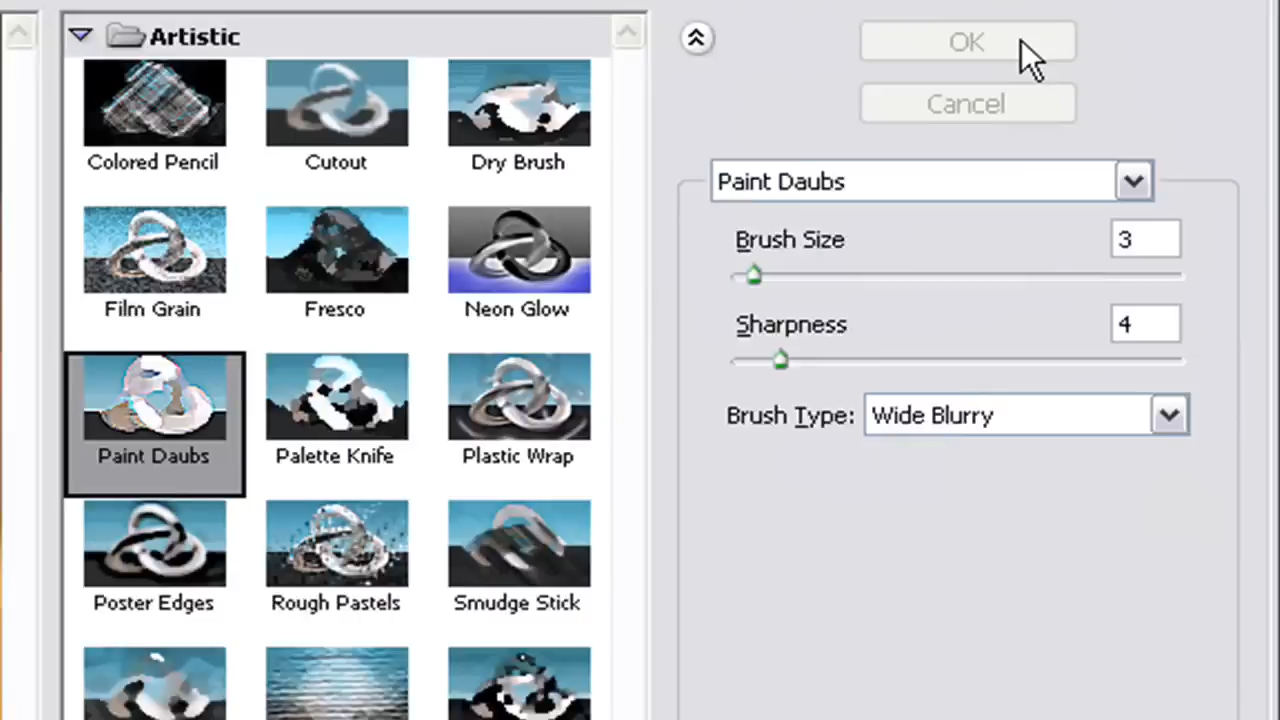 Artistic
Colored Pencil
Cutout
Dry Brush
Film Grain
Fresco
Neon Glow
Paint Daubs
Palette Knife
Plastic Wrap
Poster Edges
Rough Pastels
Smudge Stick
OK
Cancel
Paint Daubs
Brush Size
3
Sharpness
4
Brush Type: Wide Blurry